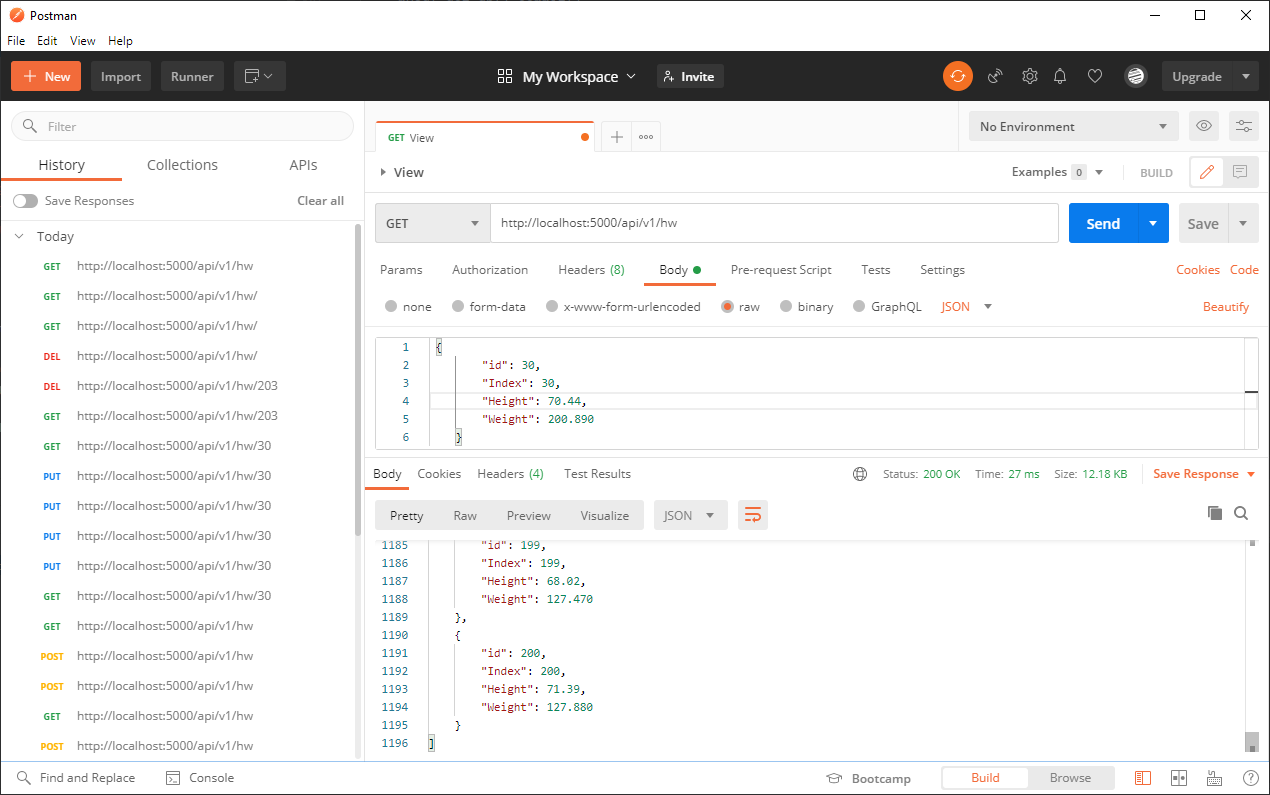 Postman
File Edit View Help
New Import Runner My Workspace Invite Upgrade
Filter
History Collections APIs
Save Responses Clear all
Today
GET http://localhost:5000/api/v1/hw
GET http://localhost:5000/api/v1/hw/
GET http://localhost:5000/api/v1/hw/
DEL http://localhost:5000/api/v1/hw/
DEL http://localhost:5000/api/v1/hw/203
GET http://localhost:5000/api/v1/hw/203
GET http://localhost:5000/api/v1/hw/30
PUT http://localhost:5000/api/v1/hw/30
PUT http://localhost:5000/api/v1/hw/30
PUT http://localhost:5000/api/v1/hw/30
PUT http://localhost:5000/api/v1/hw/30
GET http://localhost:5000/api/v1/hw/30
GET http://localhost:5000/api/v1/hw
POST http://localhost:5000/api/v1/hw
POST http://localhost:5000/api/v1/hw
GET http://localhost:5000/api/v1/hw
POST http://localhost:5000/api/v1/hw
GET View No Environment
View Examples 0 BUILD
GET http://localhost:5000/api/v1/hw Send Save
Params Authorization Headers (8) Body Pre-request Script Tests Settings Cookies Code
none form-data x-www-form-urlencoded raw binary GraphQL JSON Beautify
1 {
2 "id": 30,
3 "Index": 30,
4 "Height": 70.44,
5 "Weight": 200.890
6 }
Body Cookies Headers (4) Test Results Status: 200 OK Time: 27 ms Size: 12.18 KB Save Response
Pretty Raw Preview Visualize JSON
1185 "id": 199,
1186 "Index": 199,
1187 "Height": 68.02,
1188 "Weight": 127.470
1189 },
1190 {
1191 "id": 200,
1192 "Index": 200,
1193 "Height": 71.39,
1194 "Weight": 127.880
1195 }
1196 ]
Find and Replace Console Bootcamp Build Browse